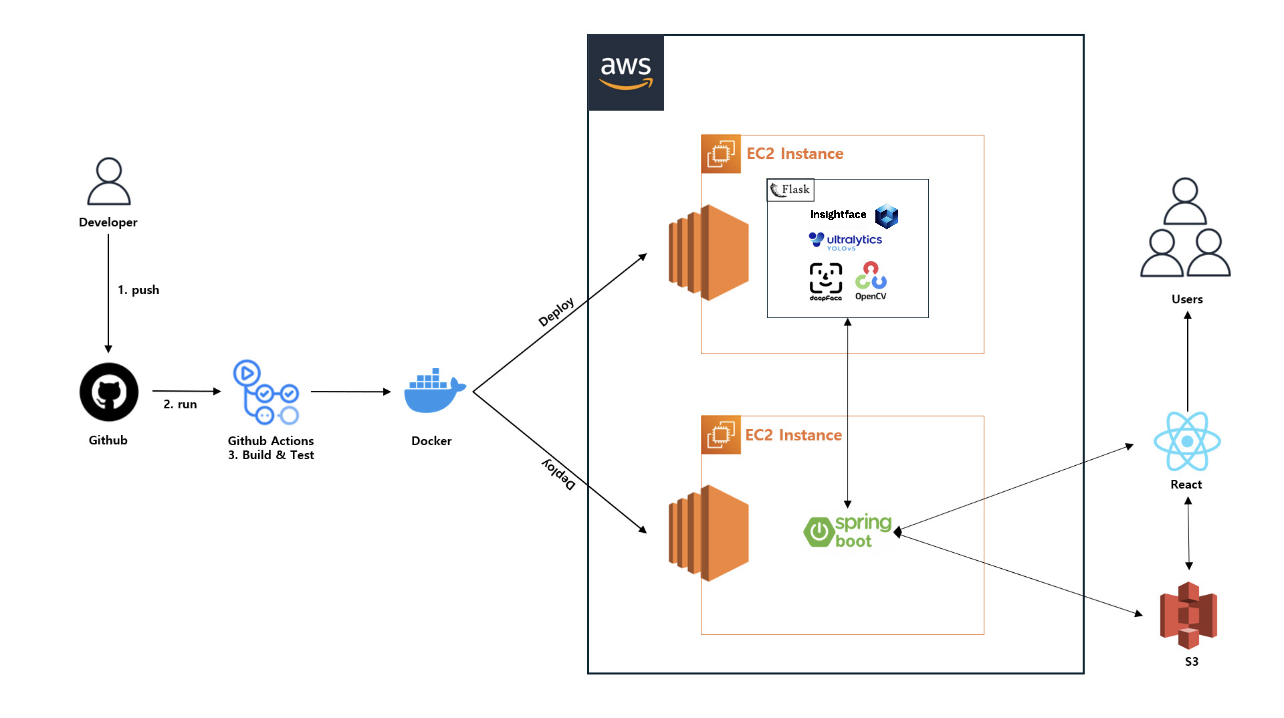 aws
EC2 Instance
Flask
Insightface
ultralytics
YOLOv5
deepface
OpenCV
Developer
1. push
Github
2. run
Github Actions
3. Build & Test
Docker
Deploy
Deploy
EC2 Instance
spring
boot
Users
React
S3